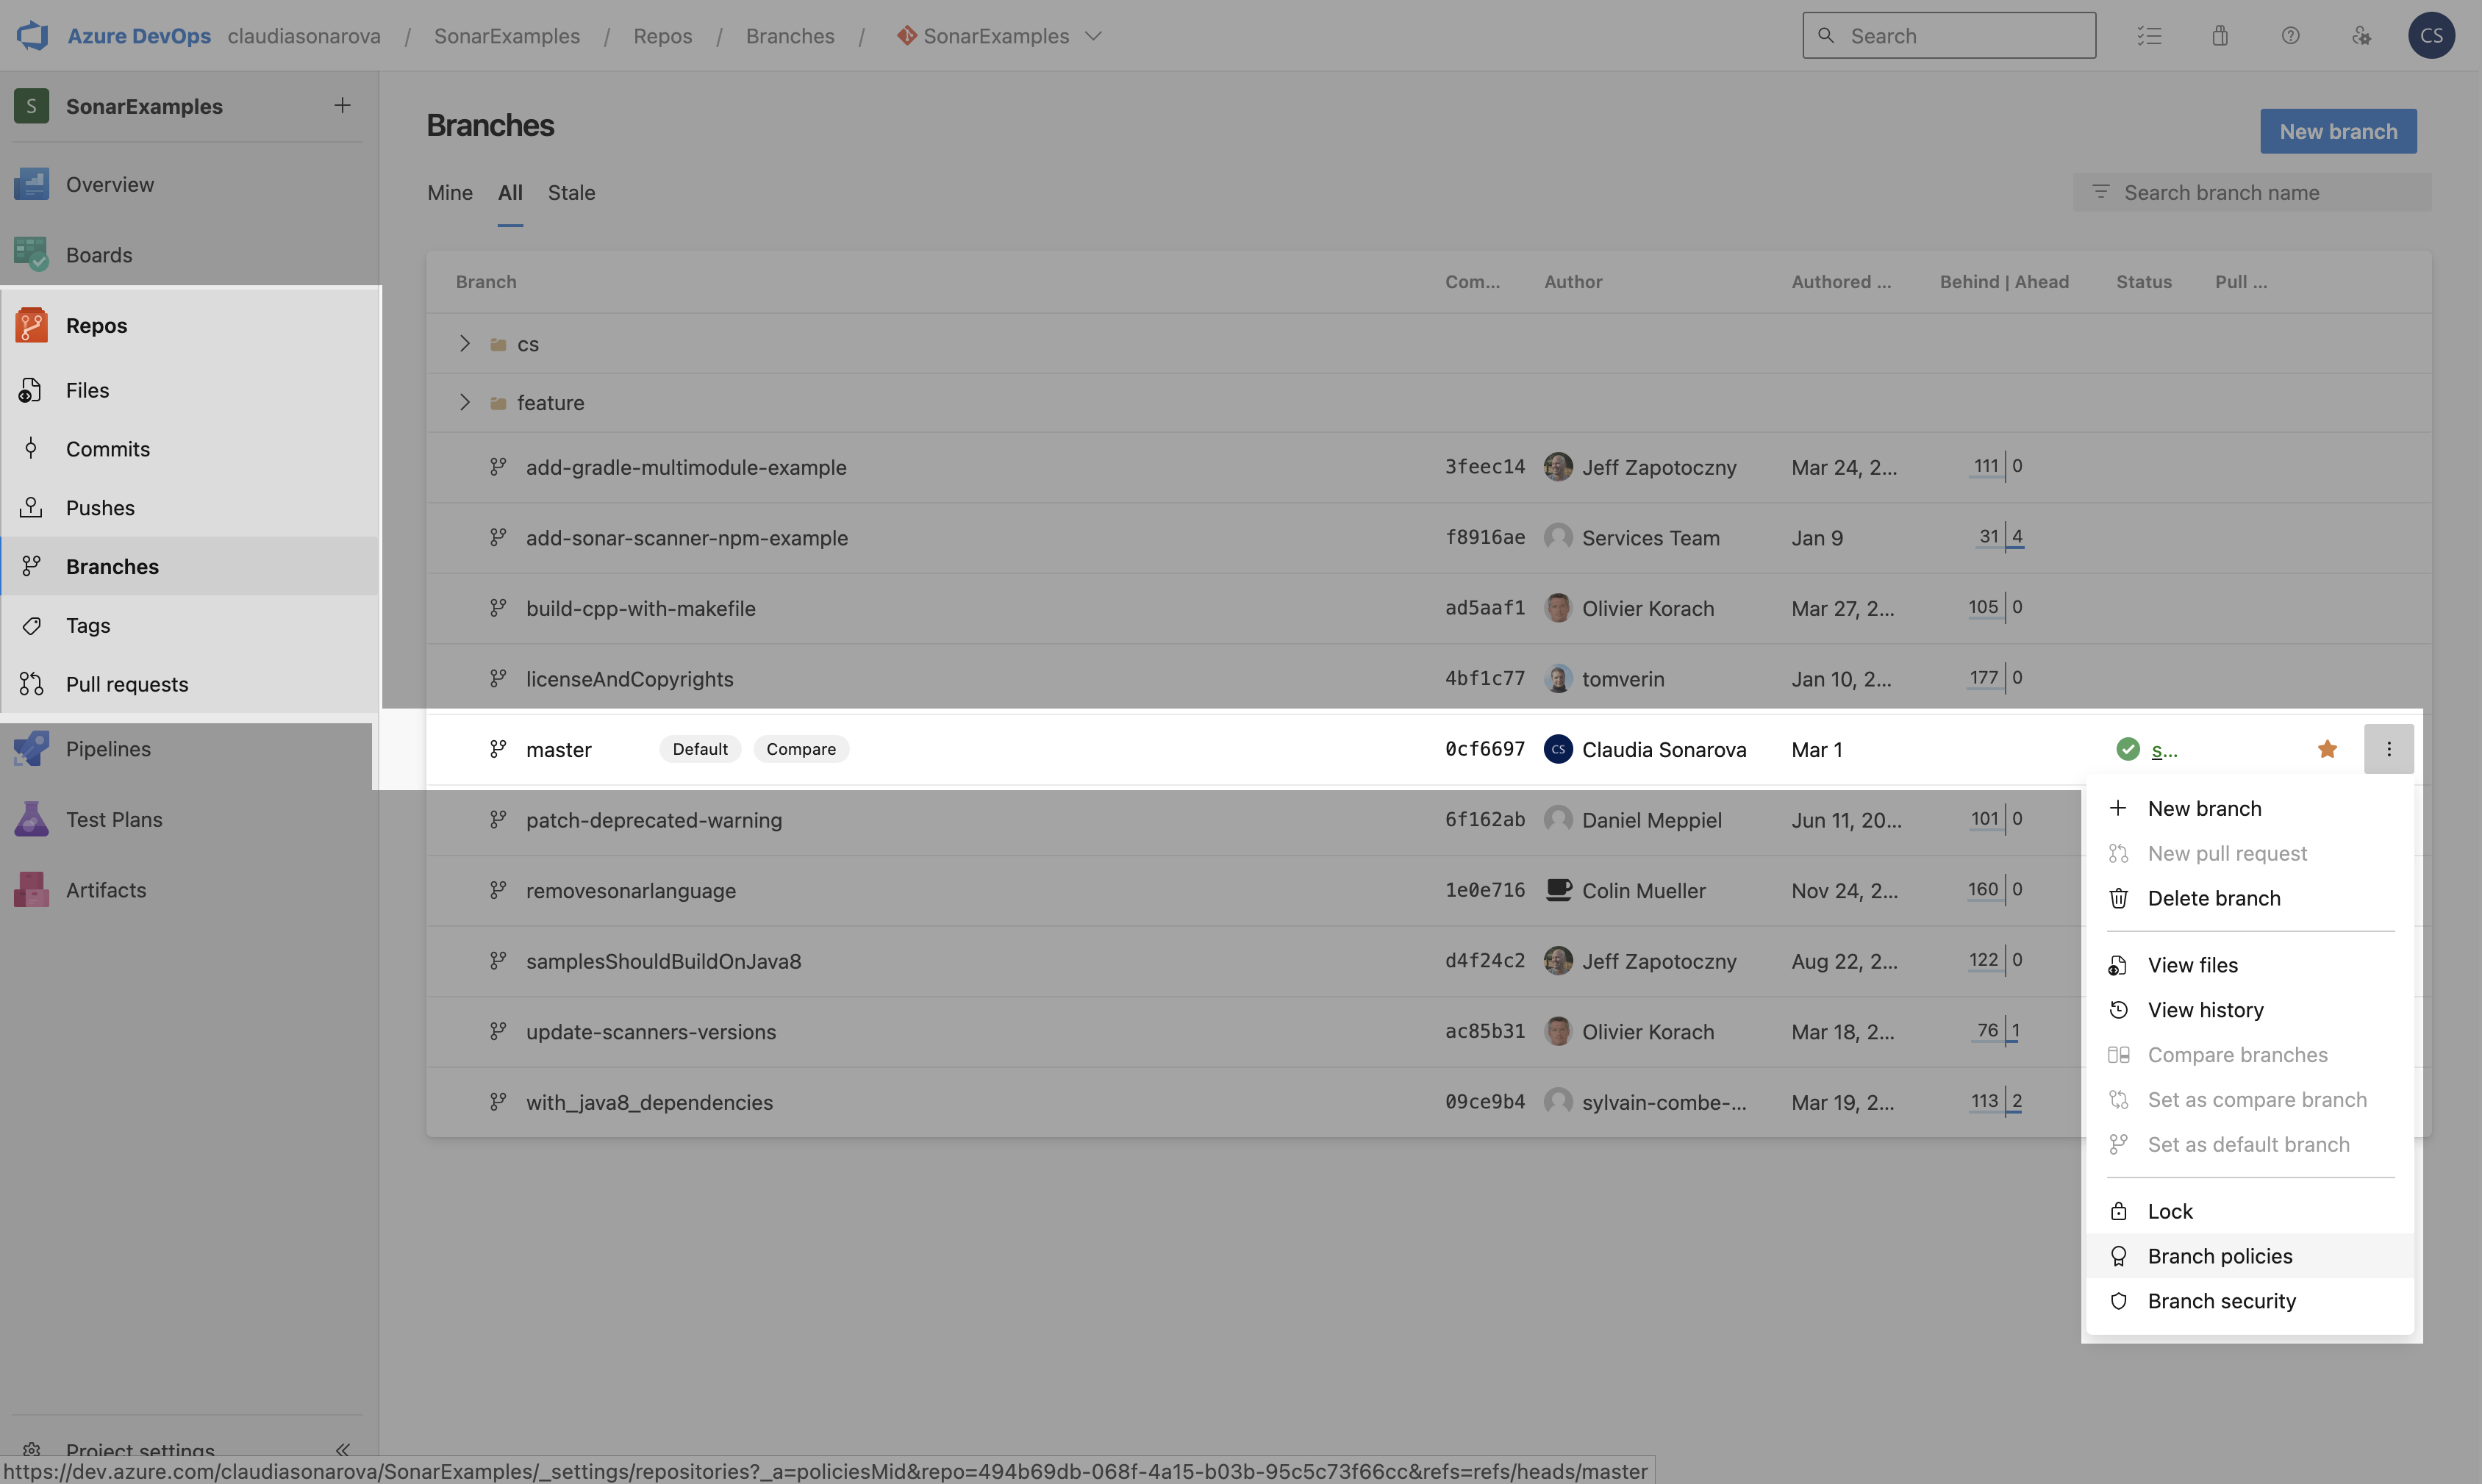 Azure DevOps claudiasonarova / SonarExamples / Repos / Branches / SonarExamples Search CS
S SonarExamples
Overview
Boards
Repos
Files
Commits
Pushes
Branches
Tags
Pull requests
Pipelines
Test Plans
Artifacts
Project settings
Branches
New branch
Mine All Stale
Search branch name
Branch Com... Author Authored ... Behind | Ahead Status Pull ...
cs
feature
add-gradle-multimodule-example 3feec14 Jeff Zapotoczny Mar 24, 2... 111 0
add-sonar-scanner-npm-example f8916ae Services Team Jan 9 31 4
build-cpp-with-makefile ad5aaf1 Olivier Korach Mar 27, 2... 105 0
licenseAndCopyrights 4bf1c77 tomverin Jan 10, 2... 177 0
master Default Compare 0cf6697 CS Claudia Sonarova Mar 1 s...
patch-deprecated-warning 6f162ab Daniel Meppiel Jun 11, 20... 101 0
removesonarlanguage 1e0e716 Colin Mueller Nov 24, 2... 160 0
samplesShouldBuildOnJava8 d4f24c2 Jeff Zapotoczny Aug 22, 2... 122 0
update-scanners-versions ac85b31 Olivier Korach Mar 18, 2... 76 1
with_java8_dependencies 09ce9b4 sylvain-combe-... Mar 19, 2... 113 2
New branch
New pull request
Delete branch
View files
View history
Compare branches
Set as compare branch
Set as default branch
Lock
Branch policies
Branch security
https://dev.azure.com/claudiasonarova/SonarExamples/_settings/repositories?_a=policiesMid&repo=494b69db-068f-4a15-b03b-95c5c73f66cc&refs=refs/heads/master